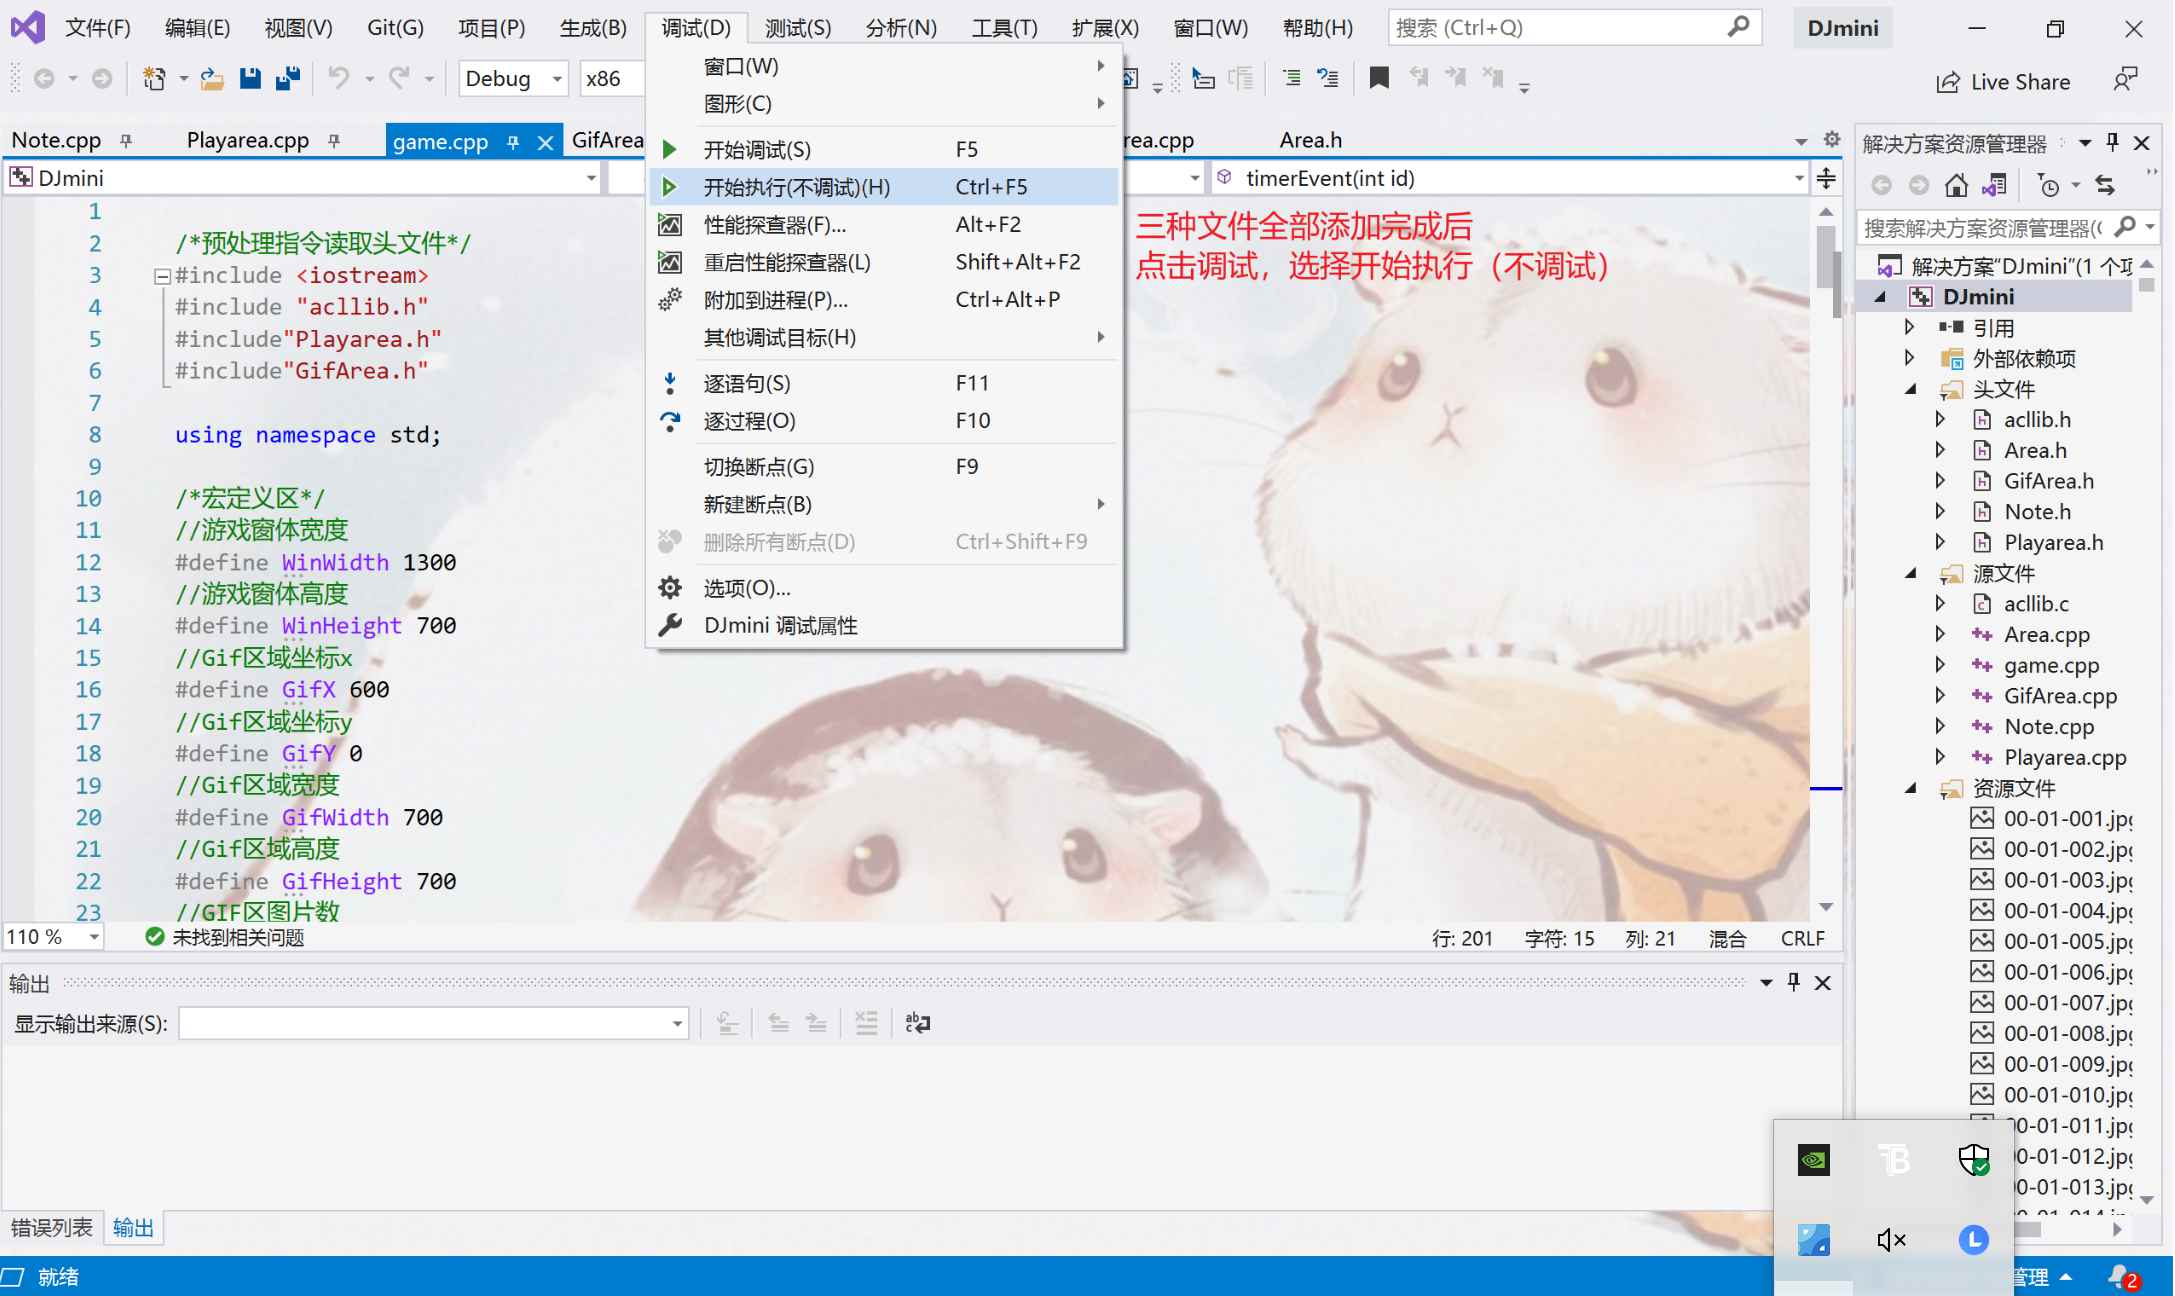 文件(F) 编辑(E) 视图(V) Git(G) 项目(P) 生成(B) 调试(D) 测试(S) 分析(N) 工具(T) 扩展(X) 窗口(W) 帮助(H) 搜索 (Ctrl+Q) DJmini
Debug x86 Live Share
Note.cpp Playarea.cpp game.cpp GifArea rea.cpp Area.h
DJmini timerEvent(int id)
窗口(W)
图形(C)
开始调试(S) F5
开始执行(不调试)(H) Ctrl+F5
性能探查器(F)... Alt+F2
重启性能探查器(L) Shift+Alt+F2
附加到进程(P)... Ctrl+Alt+P
其他调试目标(H)
逐语句(S) F11
逐过程(O) F10
切换断点(G) F9
新建断点(B)
删除所有断点(D) Ctrl+Shift+F9
选项(O)...
DJmini 调试属性
三种文件全部添加完成后
点击调试，选择开始执行（不调试）
1
2 /*预处理指令读取头文件*/
3 #include <iostream>
4 #include "acllib.h"
5 #include"Playarea.h"
6 #include"GifArea.h"
7
8 using namespace std;
9
10 /*宏定义区*/
11 //游戏窗体宽度
12 #define WinWidth 1300
13 //游戏窗体高度
14 #define WinHeight 700
15 //Gif区域坐标x
16 #define GifX 600
17 //Gif区域坐标y
18 #define GifY 0
19 //Gif区域宽度
20 #define GifWidth 700
21 //Gif区域高度
22 #define GifHeight 700
23 //GIF区图片数
110 % 未找到相关问题 行: 201 字符: 15 列: 21 混合 CRLF
输出
显示输出来源(S):
错误列表 输出
就绪
解决方案资源管理器
搜索解决方案资源管理器(
解决方案"DJmini"(1 个项
DJmini
引用
外部依赖项
头文件
acllib.h
Area.h
GifArea.h
Note.h
Playarea.h
源文件
acllib.c
Area.cpp
game.cpp
GifArea.cpp
Note.cpp
Playarea.cpp
资源文件
00-01-001.jpg
00-01-002.jpg
00-01-003.jpg
00-01-004.jpg
00-01-005.jpg
00-01-006.jpg
00-01-007.jpg
00-01-008.jpg
00-01-009.jpg
00-01-010.jpg
00-01-011.jpg
00-01-012.jpg
00-01-013.jpg
管理 2